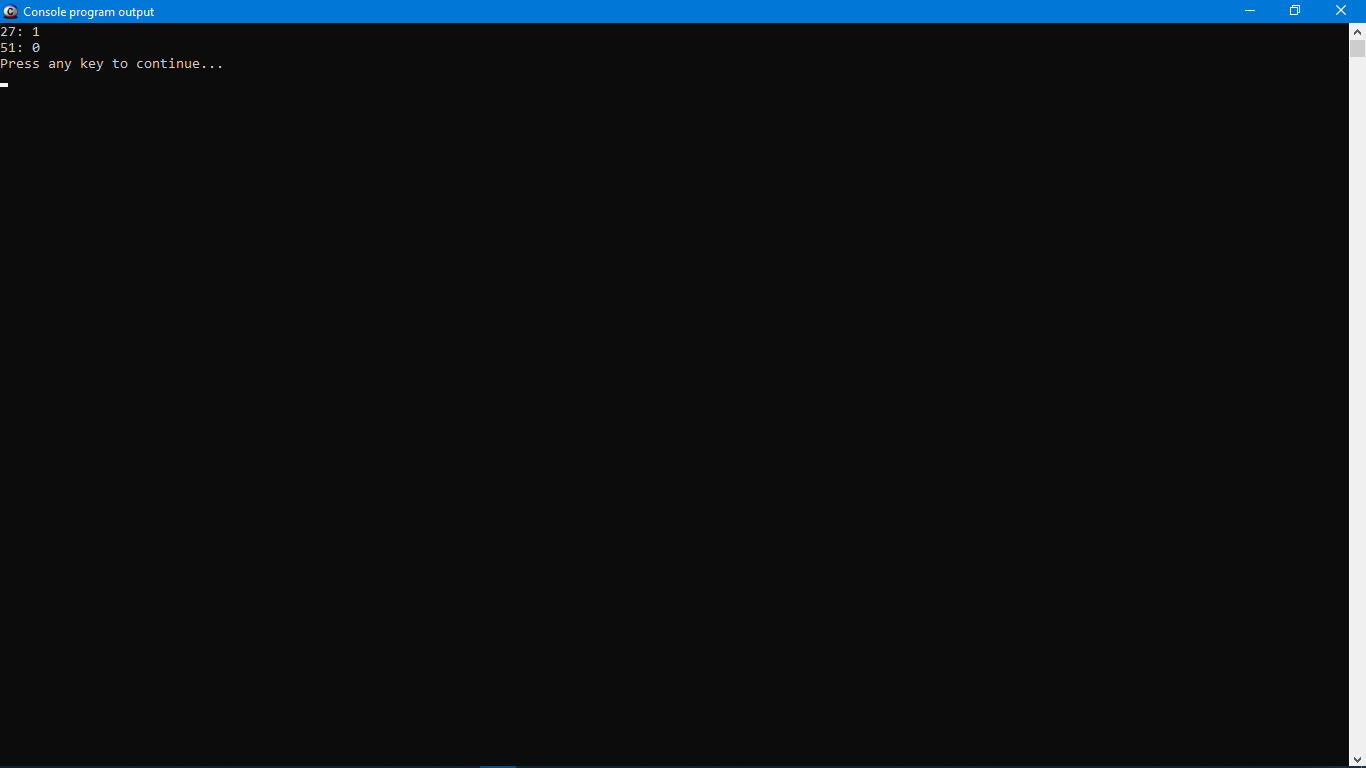 Console program output
27: 1
51: 0
Press any key to continue...